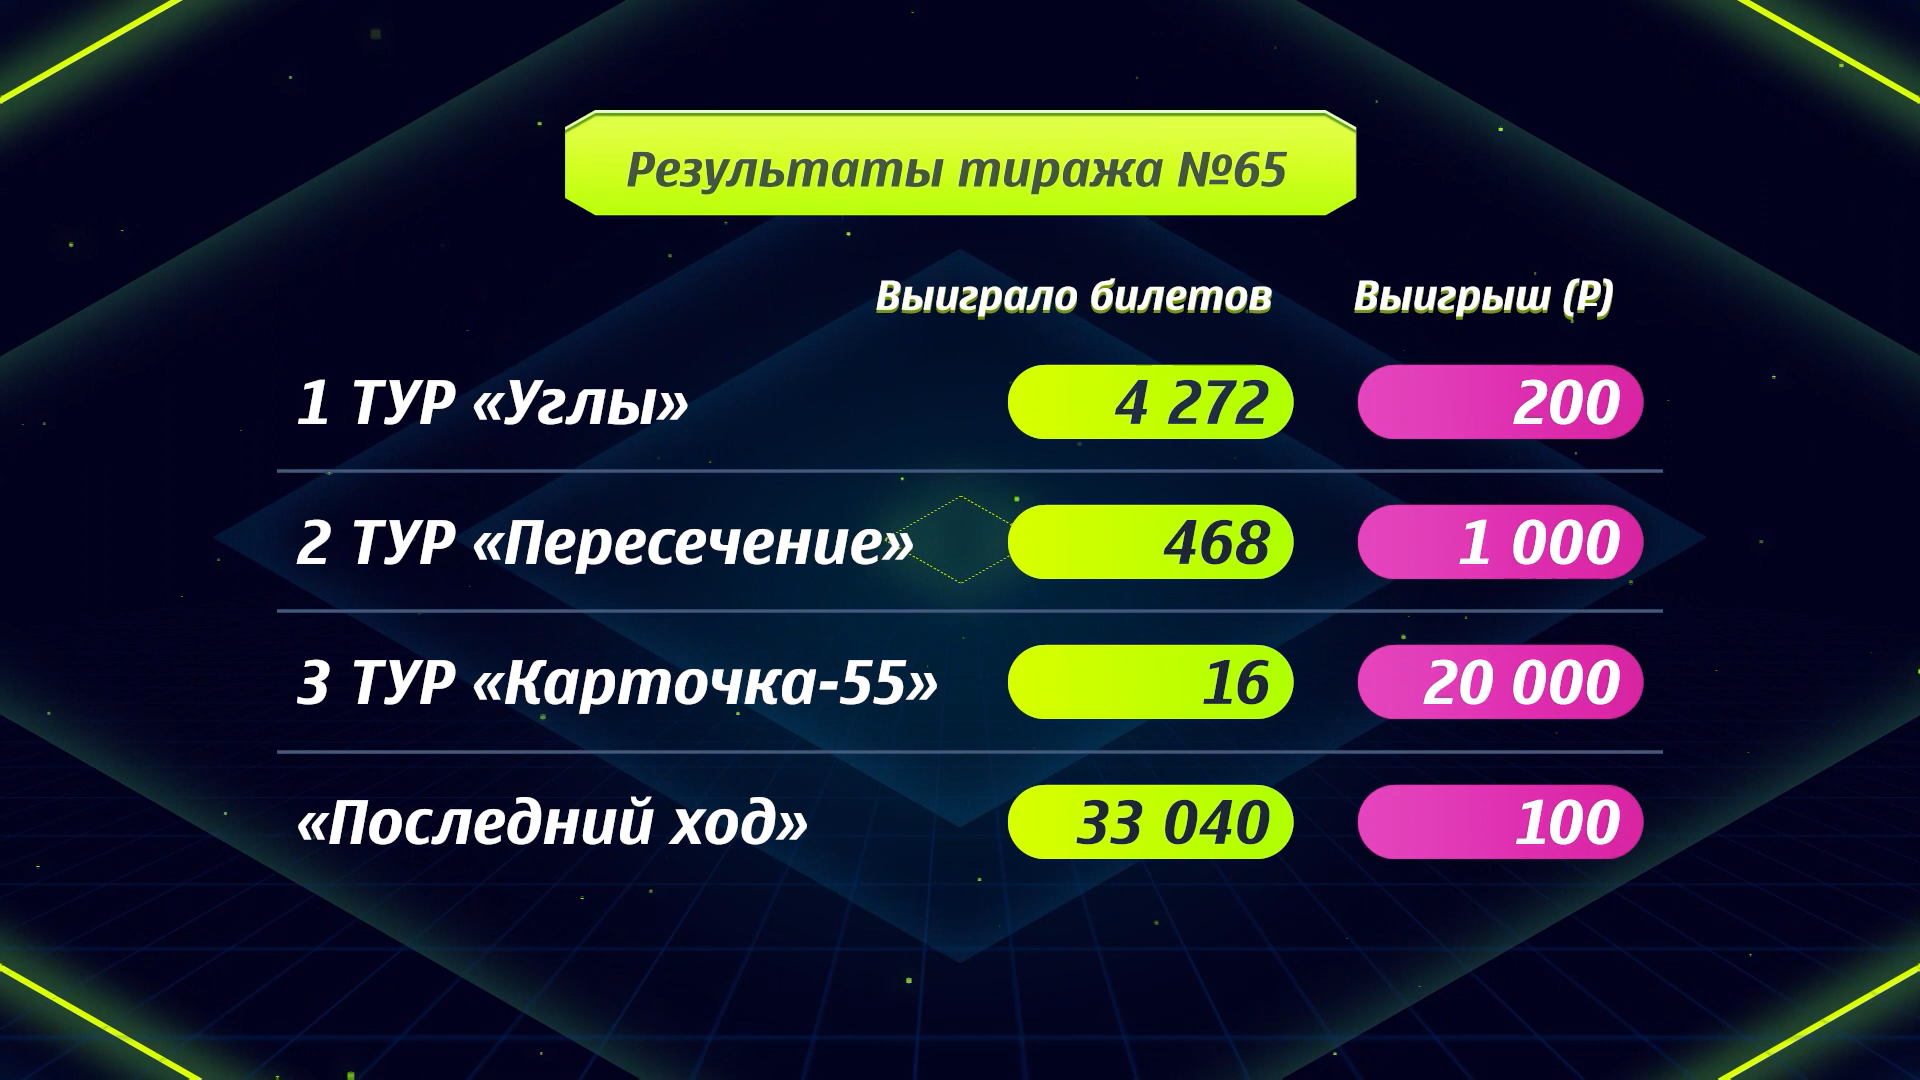 Результаты тиража №65
Выиграло билетов Выигрыш (₽)
1 ТУР «Углы» 4 272 200
2 ТУР «Пересечение» 468 1 000
3 ТУР «Карточка-55» 16 20 000
«Последний ход» 33 040 100